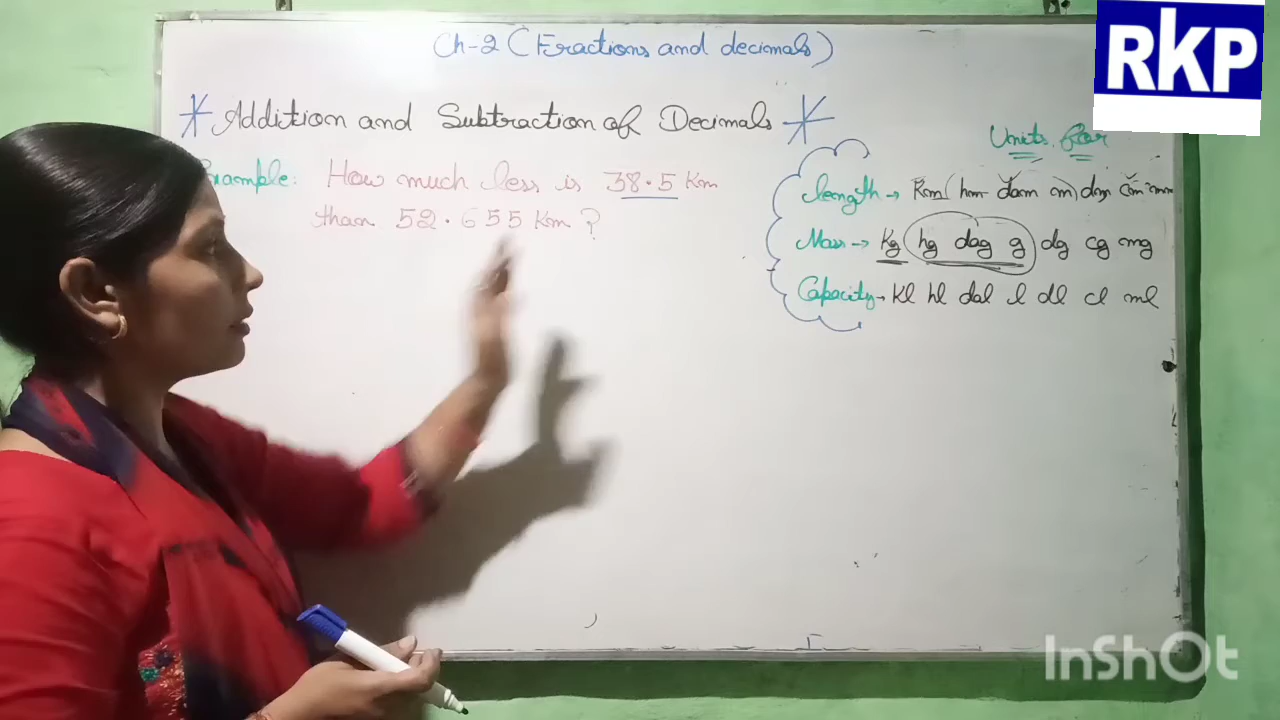 RKP
Ch-2 (Fractions and decimals)
Addition and Subtraction of Decimals
Example: How much less is 38.5 Km
than 52.655 Km?
Units for
Length → Km hm dam m dm cm mm
Mass → Kg hg dag g dg cg mg
Capacity → Kl hl dal l dl cl ml
InShOt